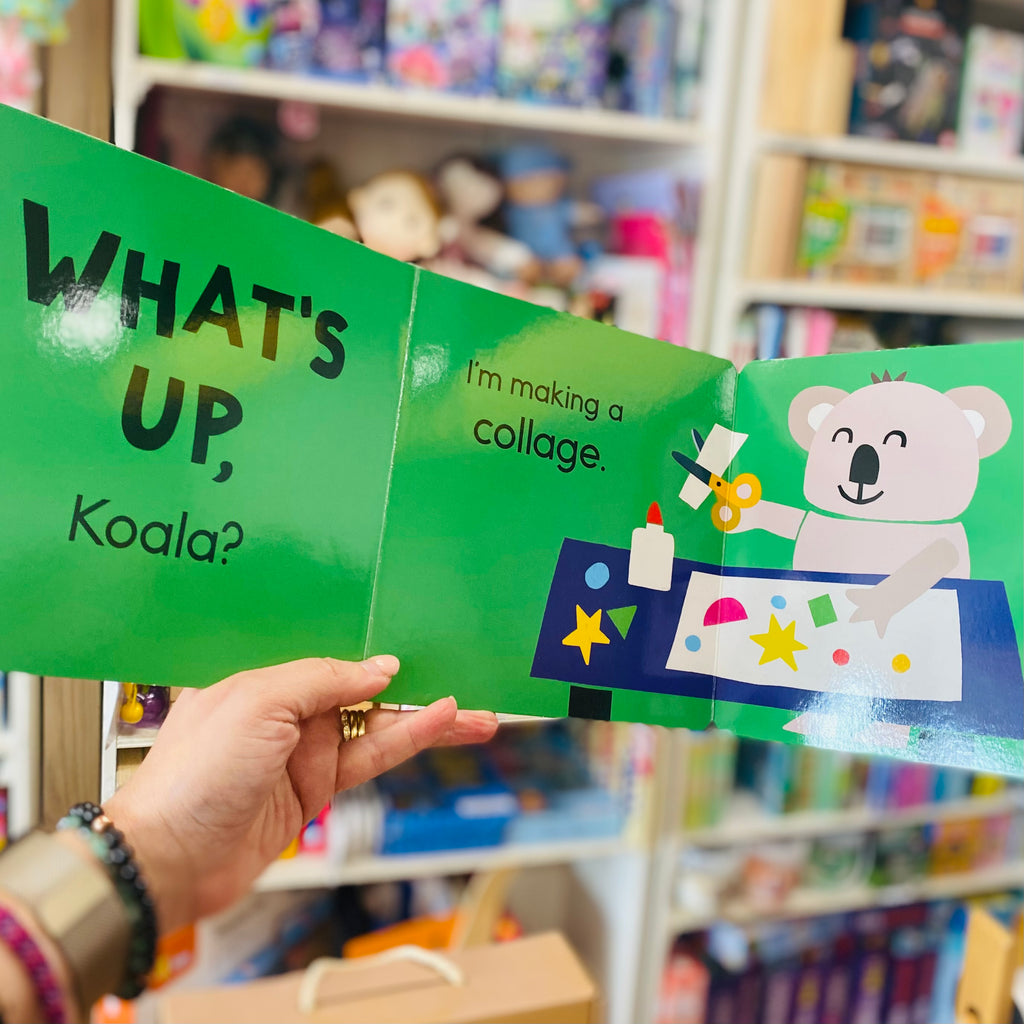 WHAT'S
UP,
Koala?
I'm making a
collage.